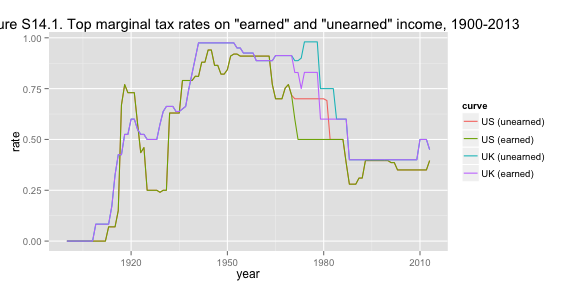 ure S14.1. Top marginal tax rates on "earned" and "unearned" income, 1900-2013
1.00
0.75
0.50
0.25
0.00
rate
1920
1950
1980
2010
year
curve
US (unearned)
US (earned)
UK (unearned)
UK (earned)